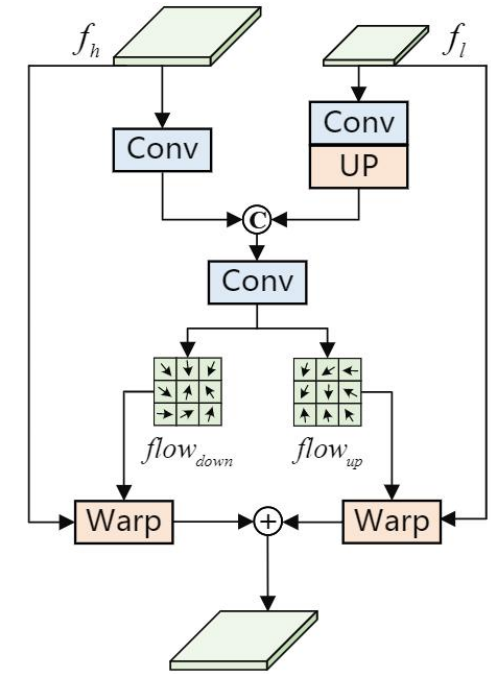 f_h
f_l
Conv
Conv
UP
C
Conv
flow_down
flow_up
Warp
+
Warp